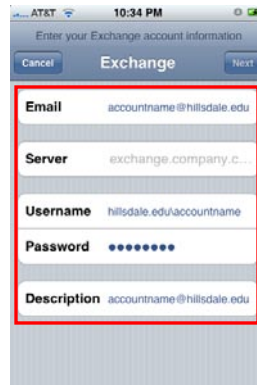 AT&T 10:34 PM
Enter your Exchange account information
Cancel Exchange Next
Email accountname@hillsdale.edu
Server exchange.company.c...
Username hillsdale.edu\accountname
Password ●●●●●●●●
Description accountname@hillsdale.edu